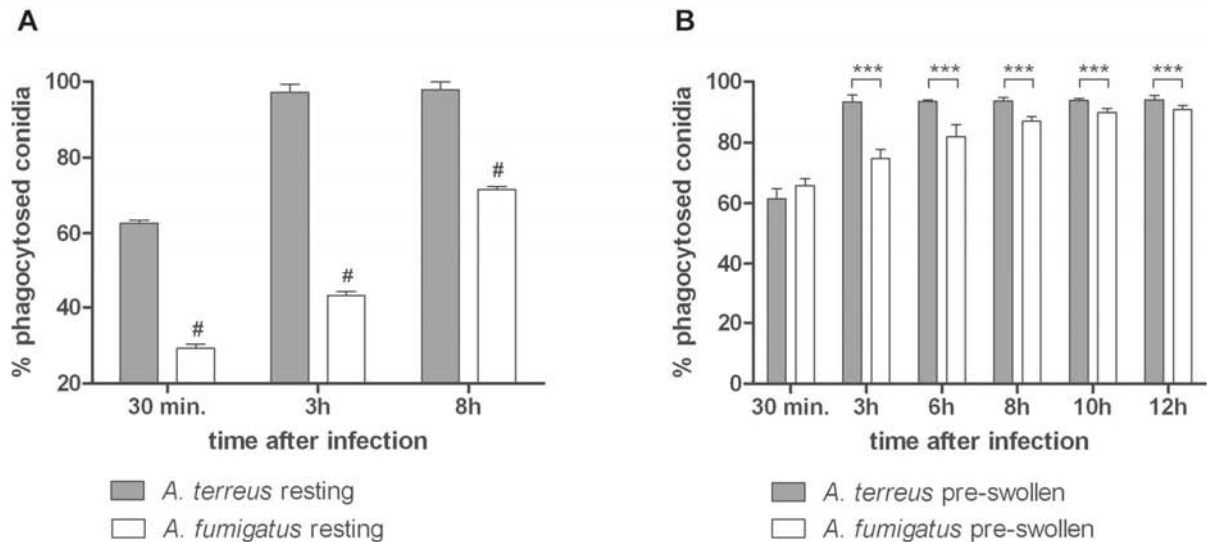 A
% phagocytosed conidia
100
80
60
40
20
#
#
#
30 min.
3h
8h
time after infection
A. terreus resting
A. fumigatus resting
B
% phagocytosed conidia
100
80
60
40
20
0
***
***
***
***
***
30 min.
3h
6h
8h
10h
12h
time after infection
A. terreus pre-swollen
A. fumigatus pre-swollen